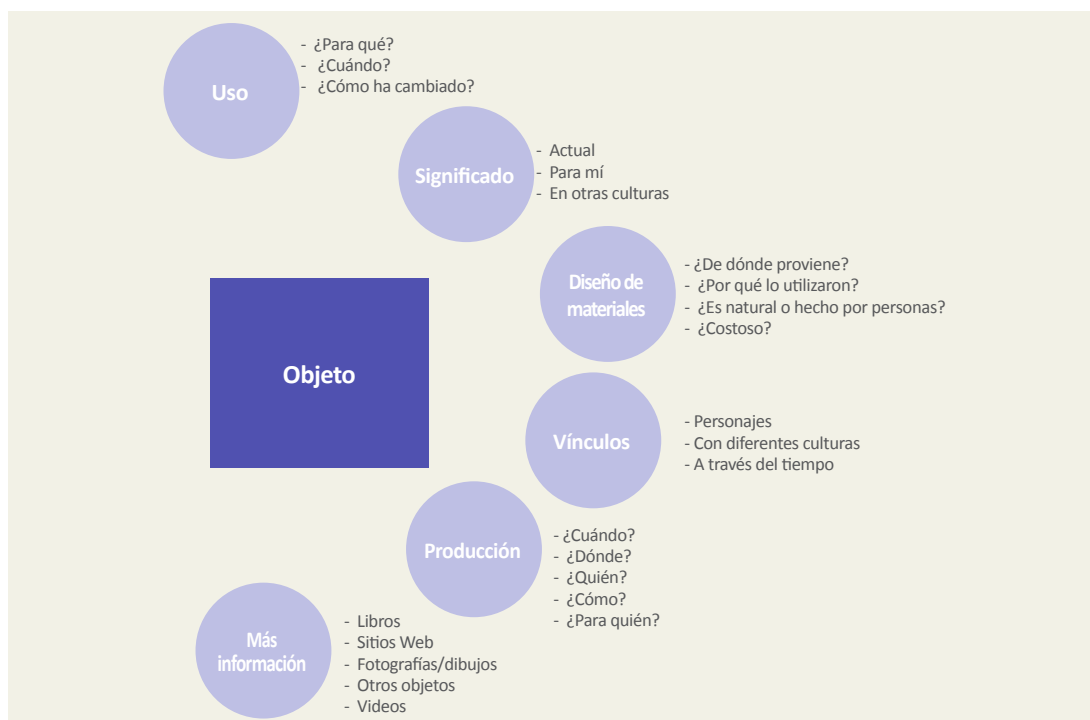 Uso
- ¿Para qué?
- ¿Cuándo?
- ¿Cómo ha cambiado?
Significado
- Actual
- Para mí
- En otras culturas
Diseño de
materiales
- ¿De dónde proviene?
- ¿Por qué lo utilizaron?
- ¿Es natural o hecho por personas?
- ¿Costoso?
Objeto
Vínculos
- Personajes
- Con diferentes culturas
- A través del tiempo
Producción
- ¿Cuándo?
- ¿Dónde?
- ¿Quién?
- ¿Cómo?
- ¿Para quién?
Más
información
- Libros
- Sitios Web
- Fotografías/dibujos
- Otros objetos
- Videos